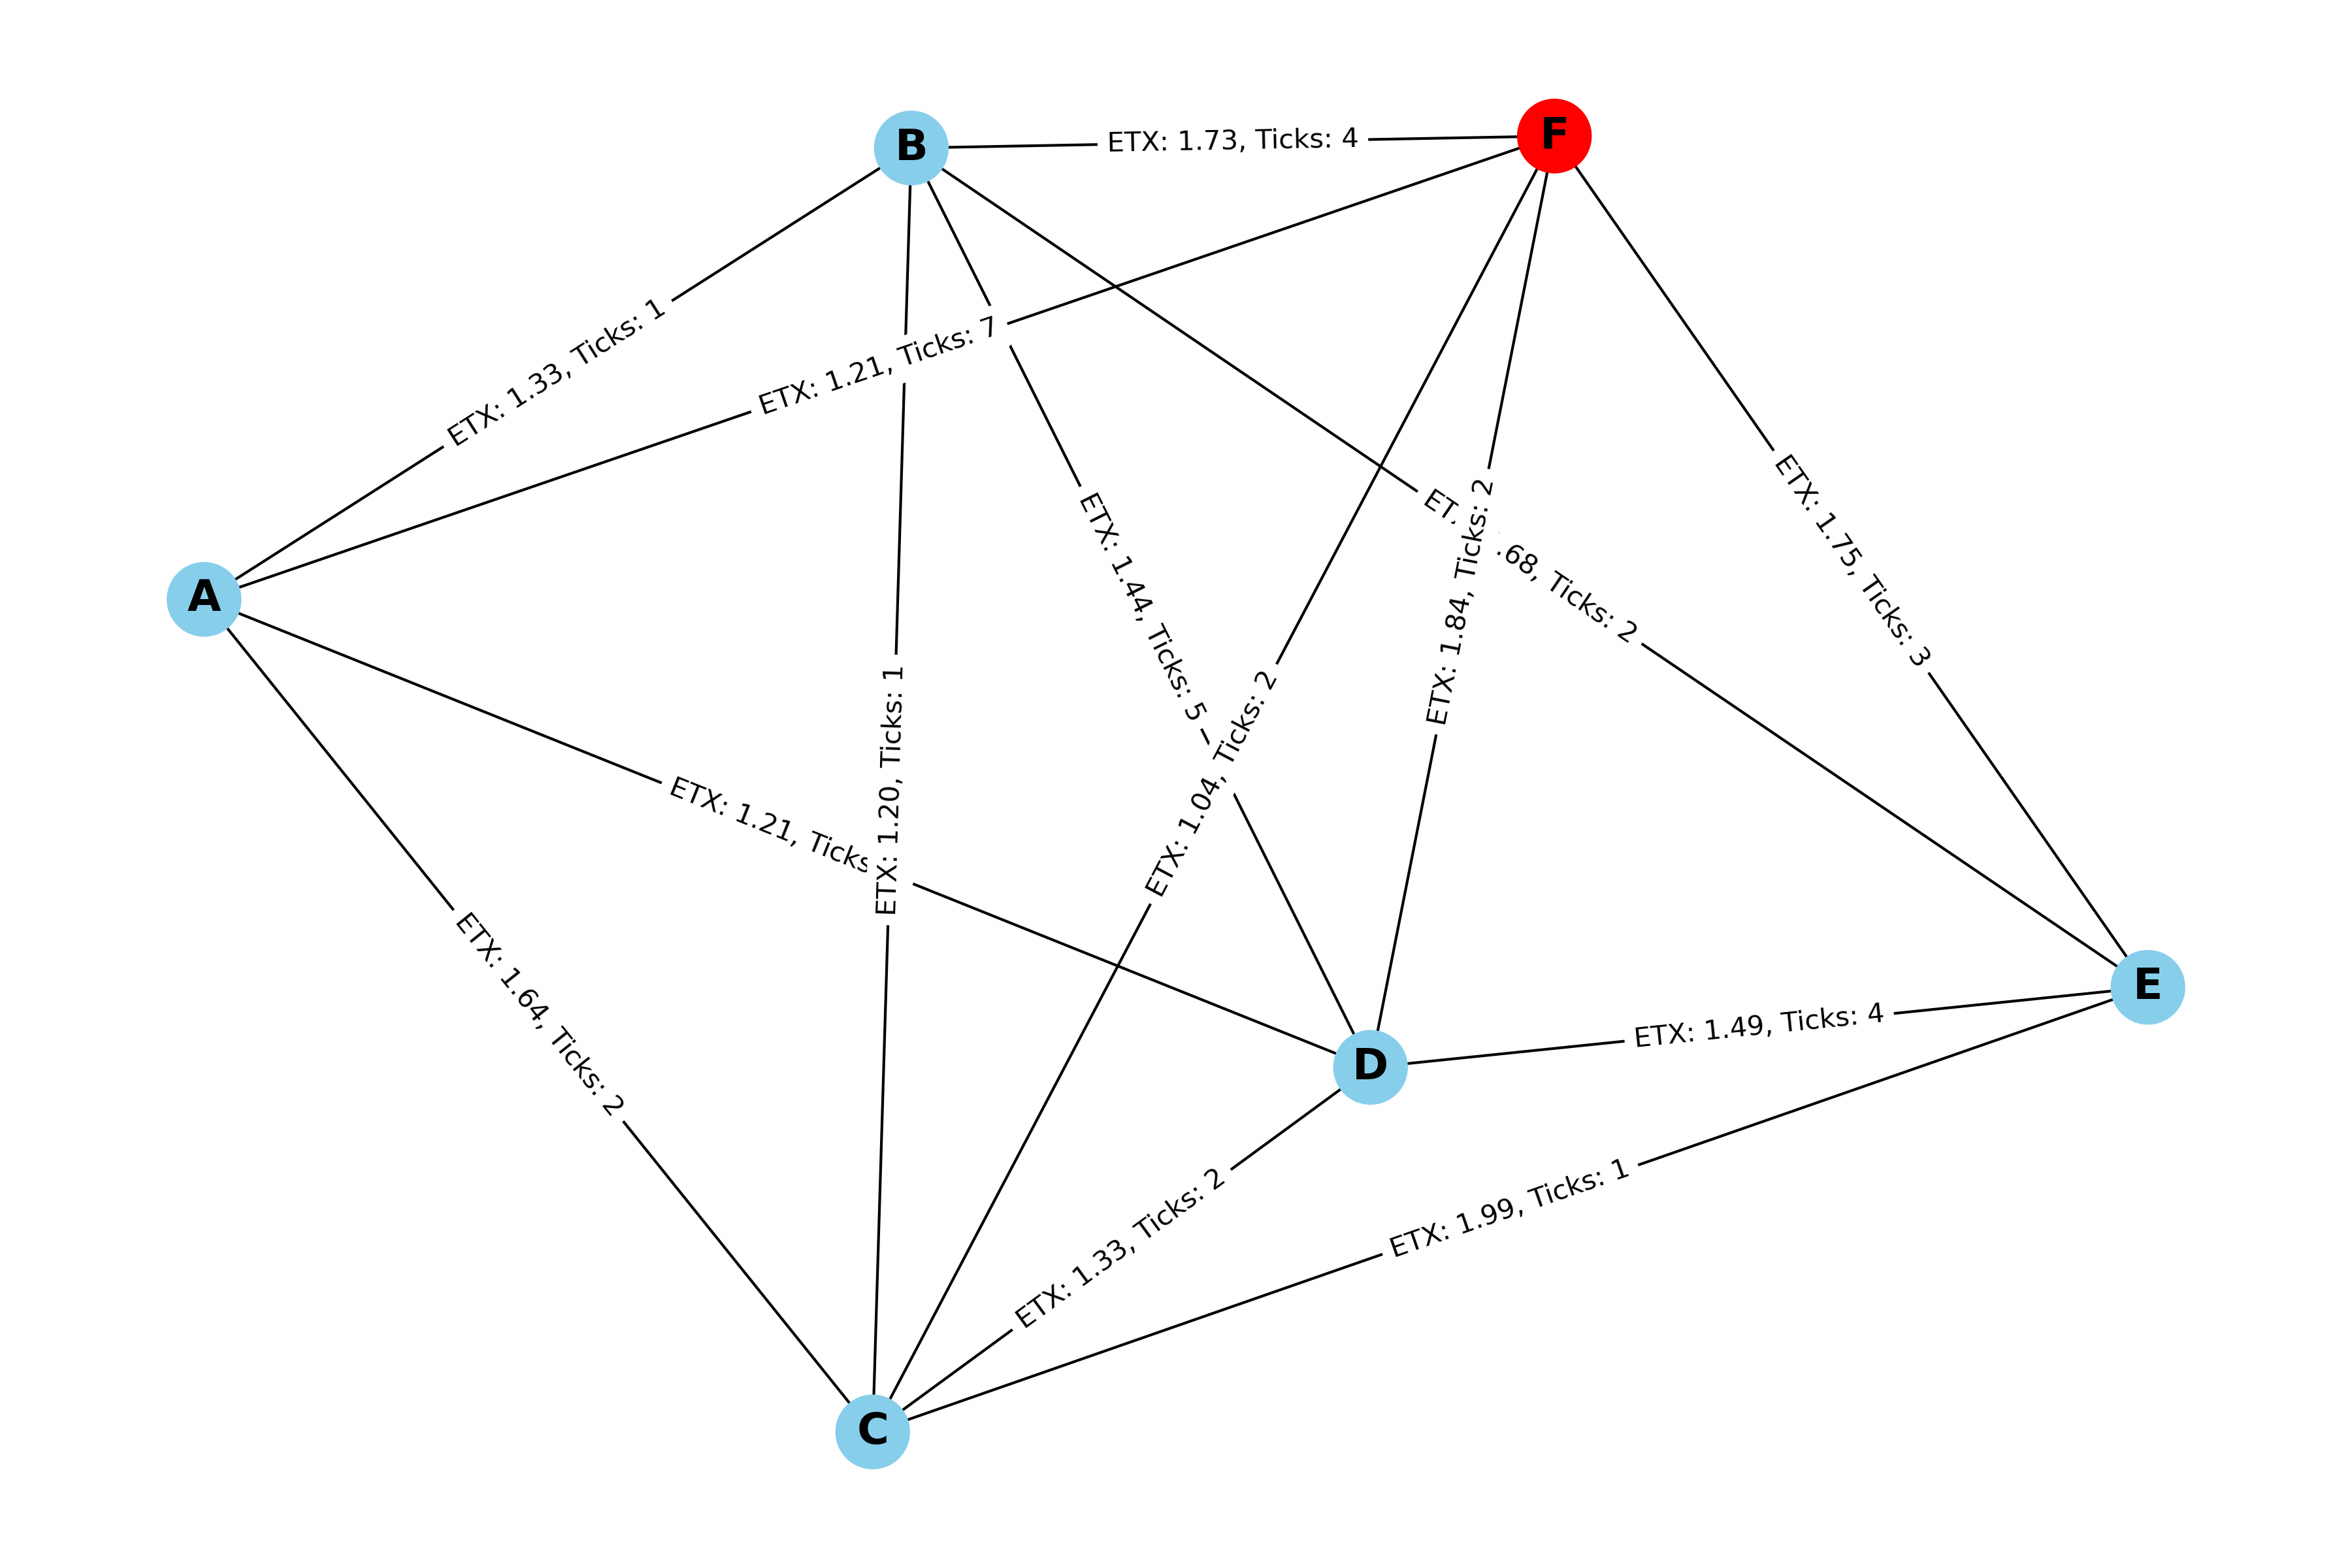 B
F
ETX: 1.73, Ticks: 4
ETX: 1.33, Ticks: 1
ETX: 1.21, Ticks: 7
A
ETX: 1.44, Ticks: 5
ETX: 1.84, Ticks: 2
.68, Ticks: 2
ETX: 1.75, Ticks: 3
ETX: 1.20, Ticks: 1
ETX: 1.04, Ticks: 2
ETX: 1.21, Ticks
ETX: 1.64, Ticks: 2
E
ETX: 1.49, Ticks: 4
D
ETX: 1.33, Ticks: 2
ETX: 1.99, Ticks: 1
C